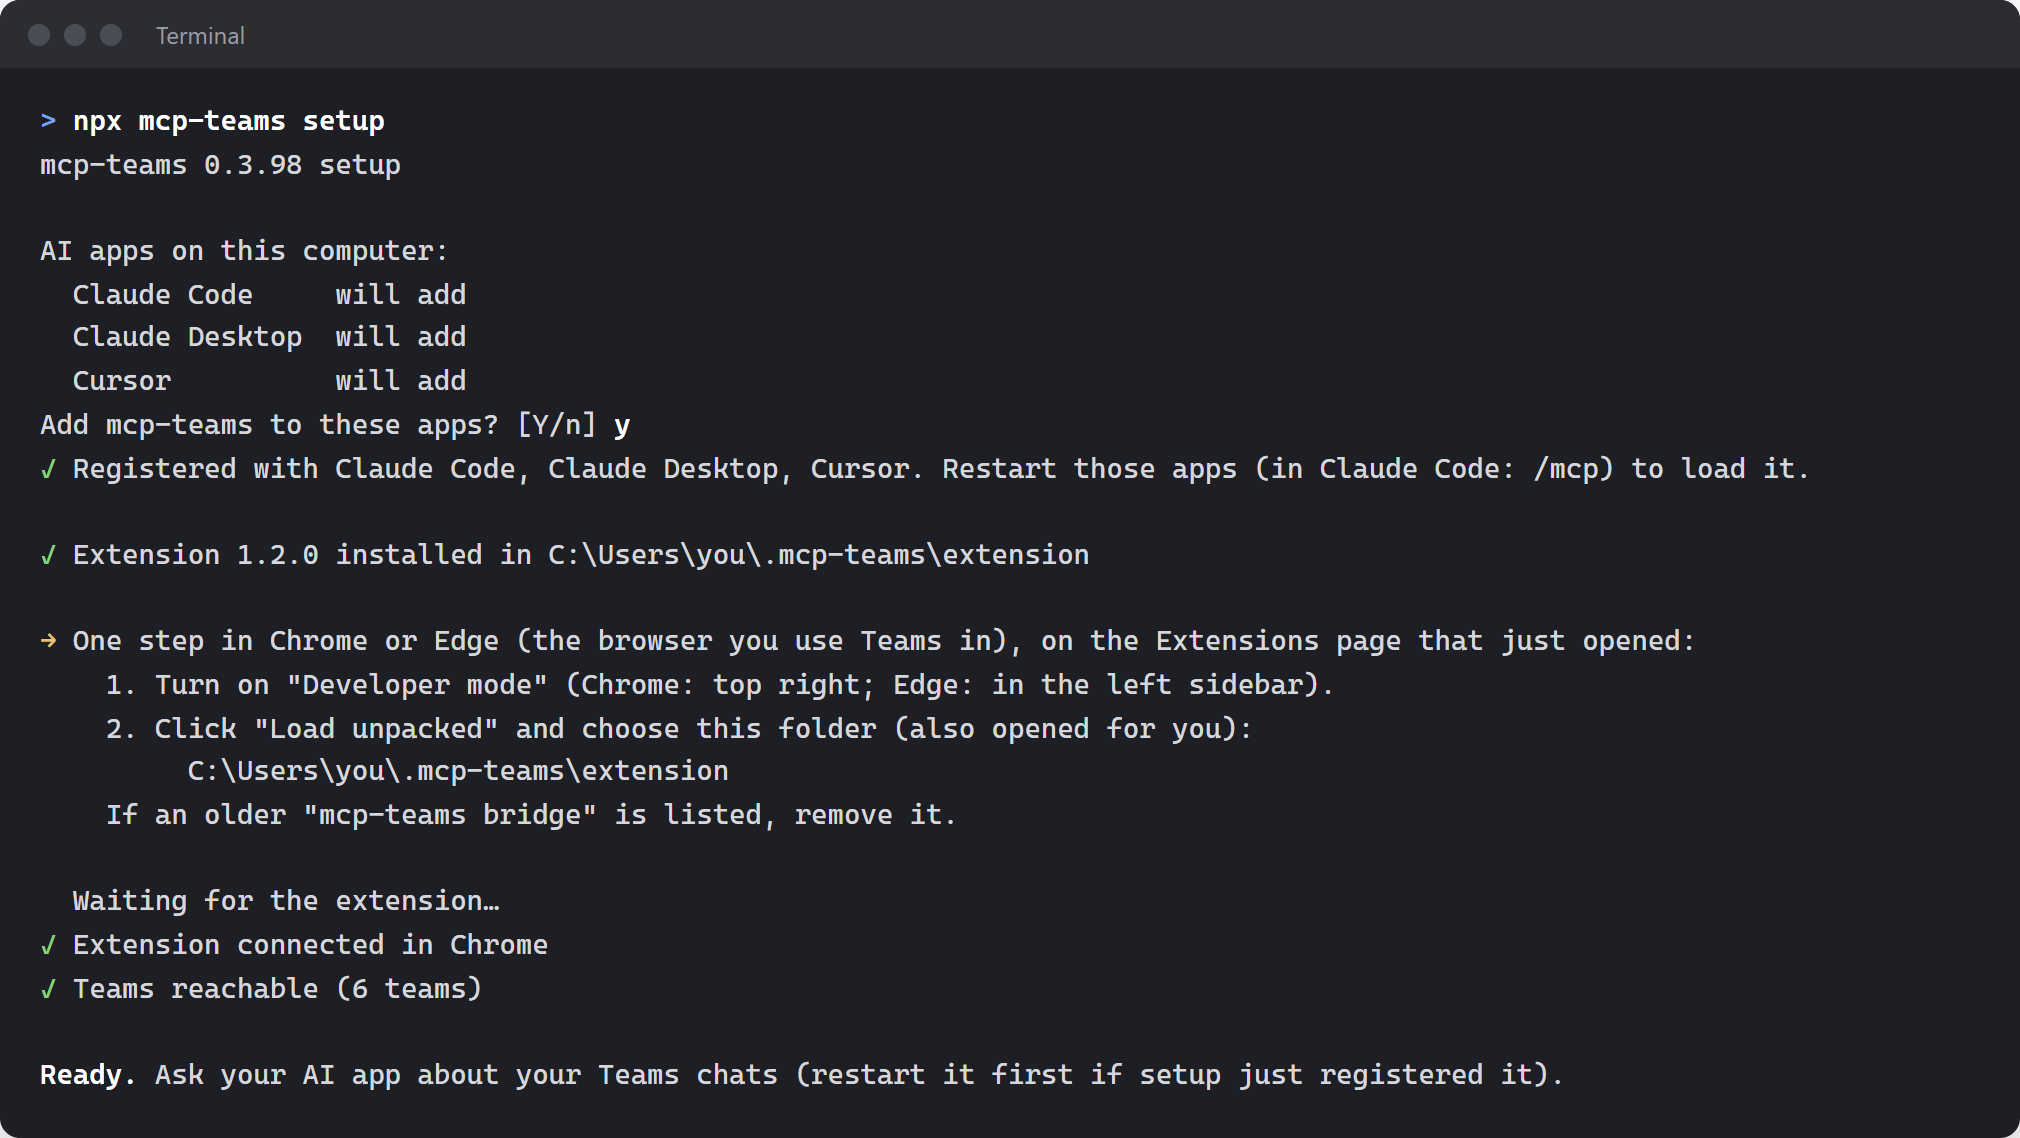 Terminal
> npx mcp-teams setup
mcp-teams 0.3.98 setup
AI apps on this computer:
Claude Code will add
Claude Desktop will add
Cursor will add
Add mcp-teams to these apps? [Y/n] y
✓ Registered with Claude Code, Claude Desktop, Cursor. Restart those apps (in Claude Code: /mcp) to load it.
✓ Extension 1.2.0 installed in C:\Users\you\.mcp-teams\extension
→ One step in Chrome or Edge (the browser you use Teams in), on the Extensions page that just opened:
1. Turn on "Developer mode" (Chrome: top right; Edge: in the left sidebar).
2. Click "Load unpacked" and choose this folder (also opened for you):
C:\Users\you\.mcp-teams\extension
If an older "mcp-teams bridge" is listed, remove it.
Waiting for the extension…
✓ Extension connected in Chrome
✓ Teams reachable (6 teams)
Ready. Ask your AI app about your Teams chats (restart it first if setup just registered it).